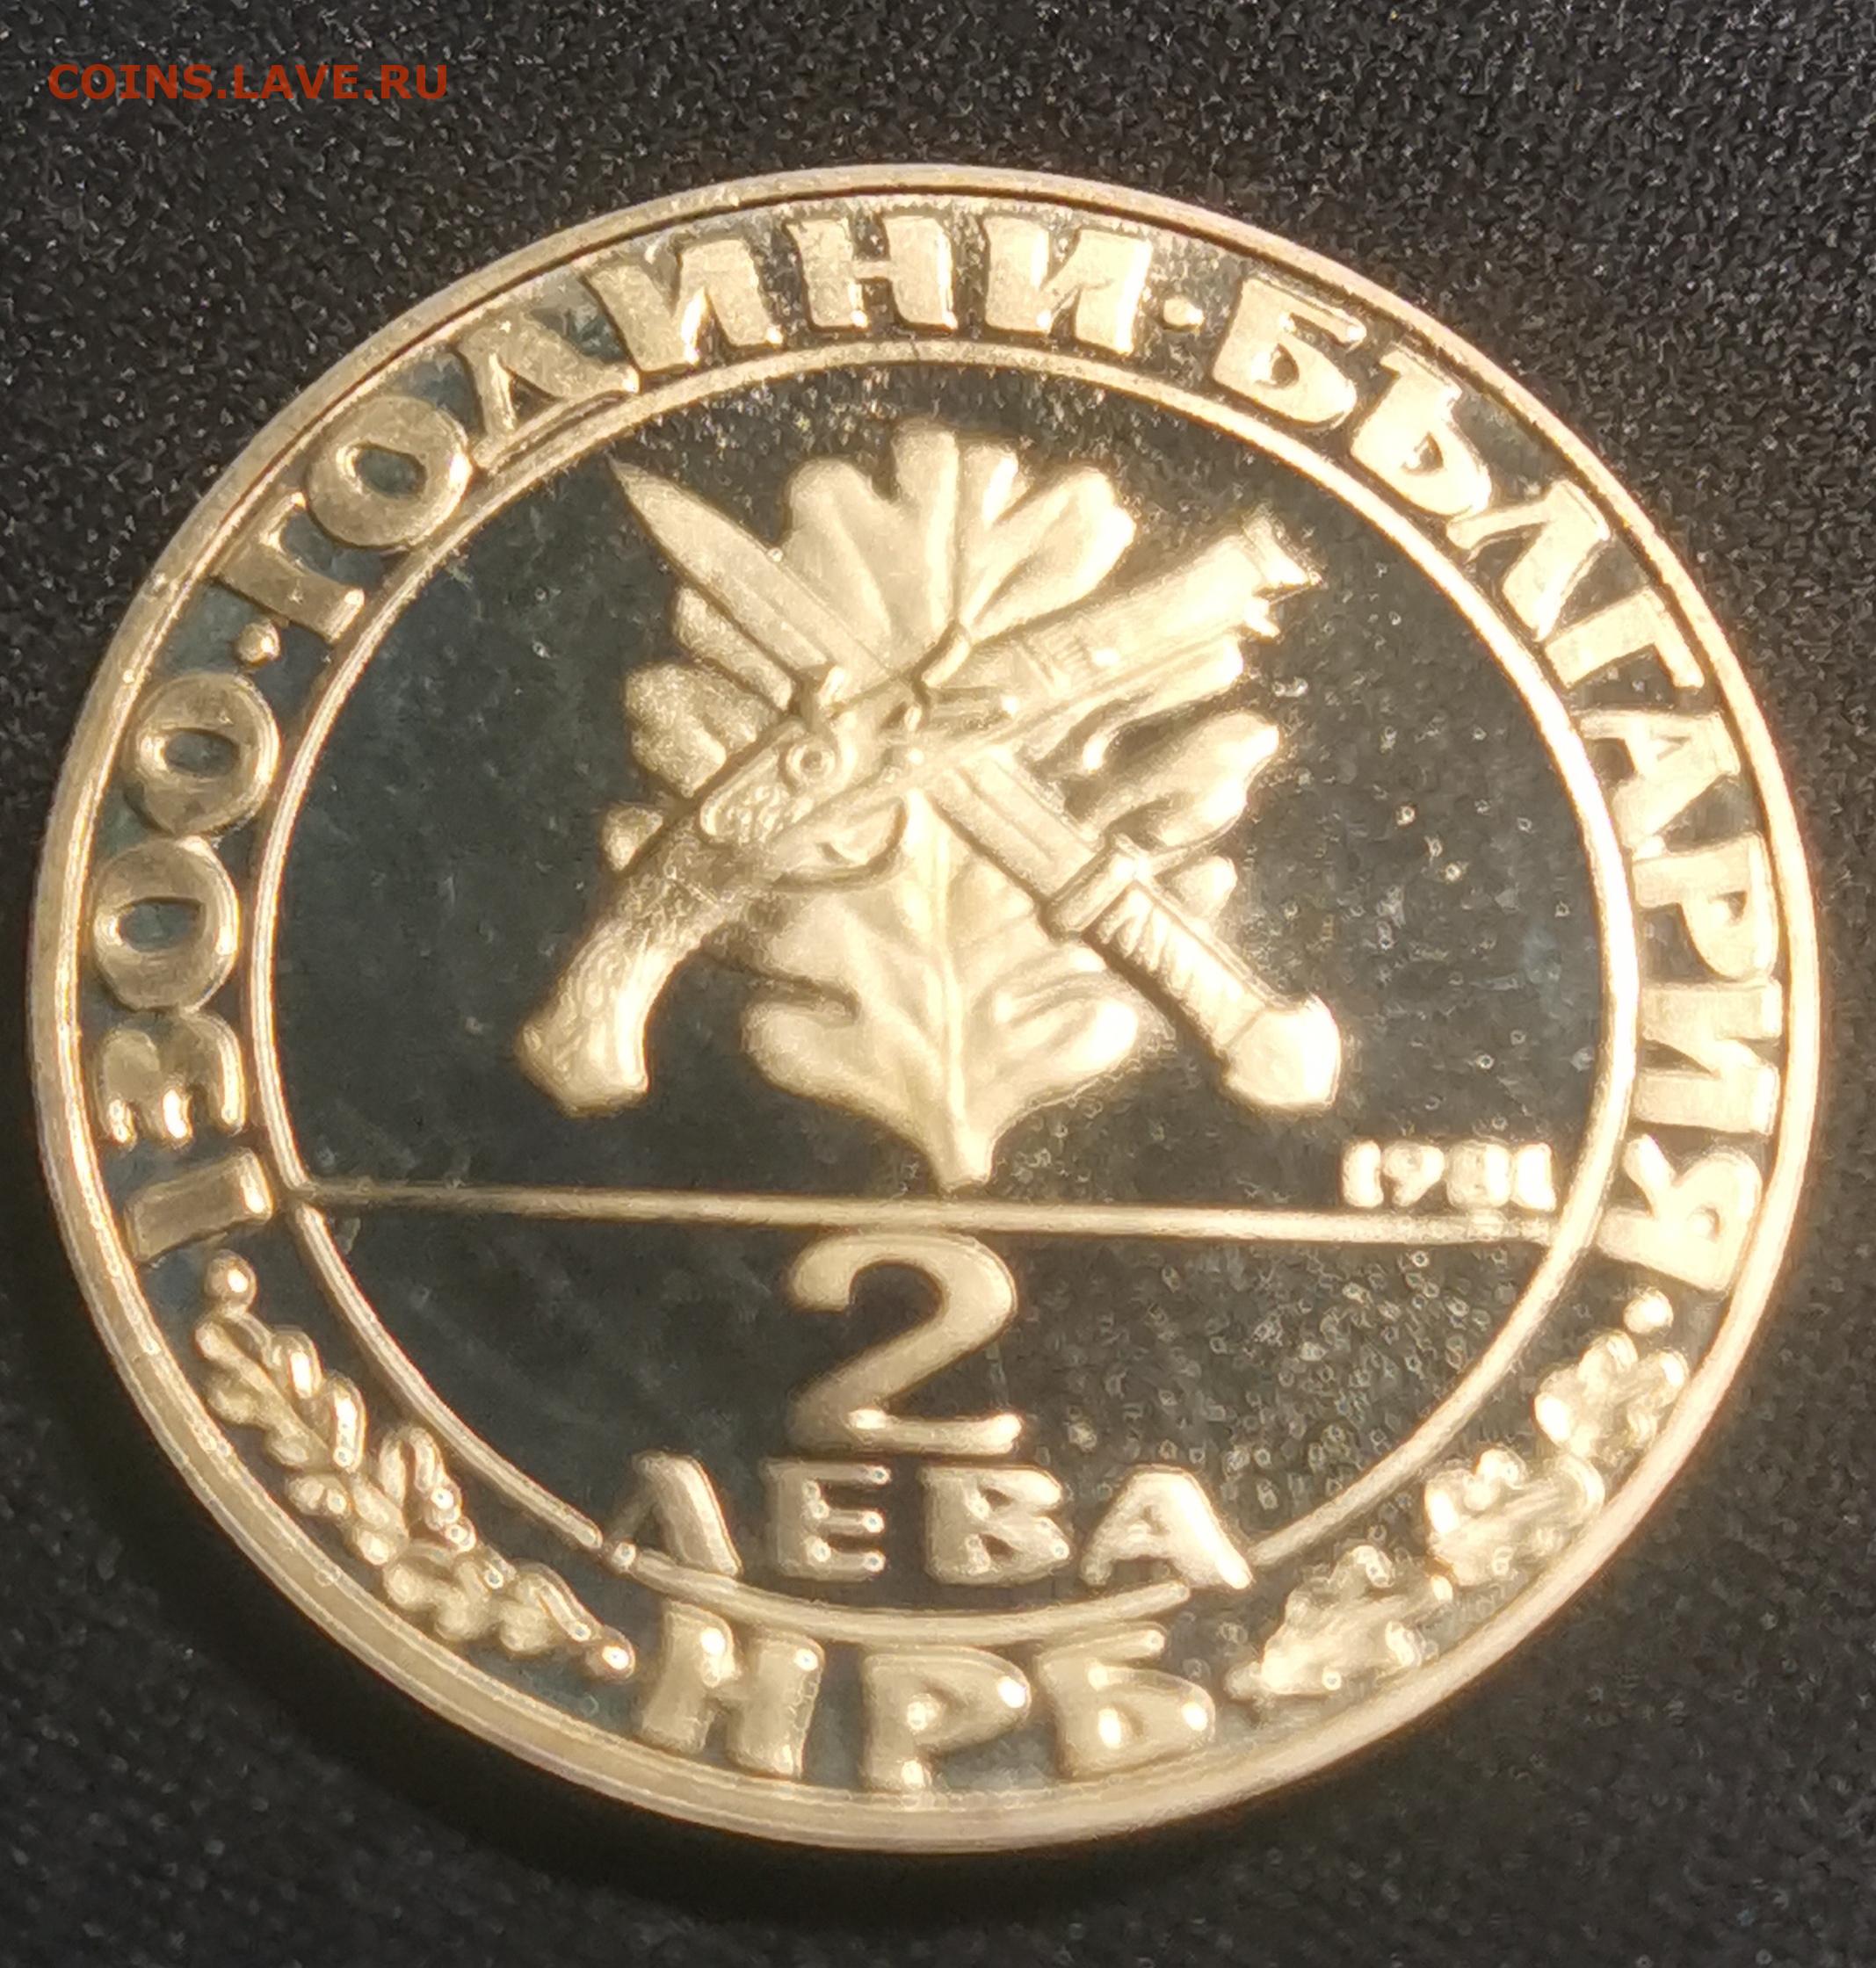 COINS.LAVE.RU
1300·ГОДИНИ·БЪЛГАРИЯ·
1981
2
ЛЕВА
НРБ